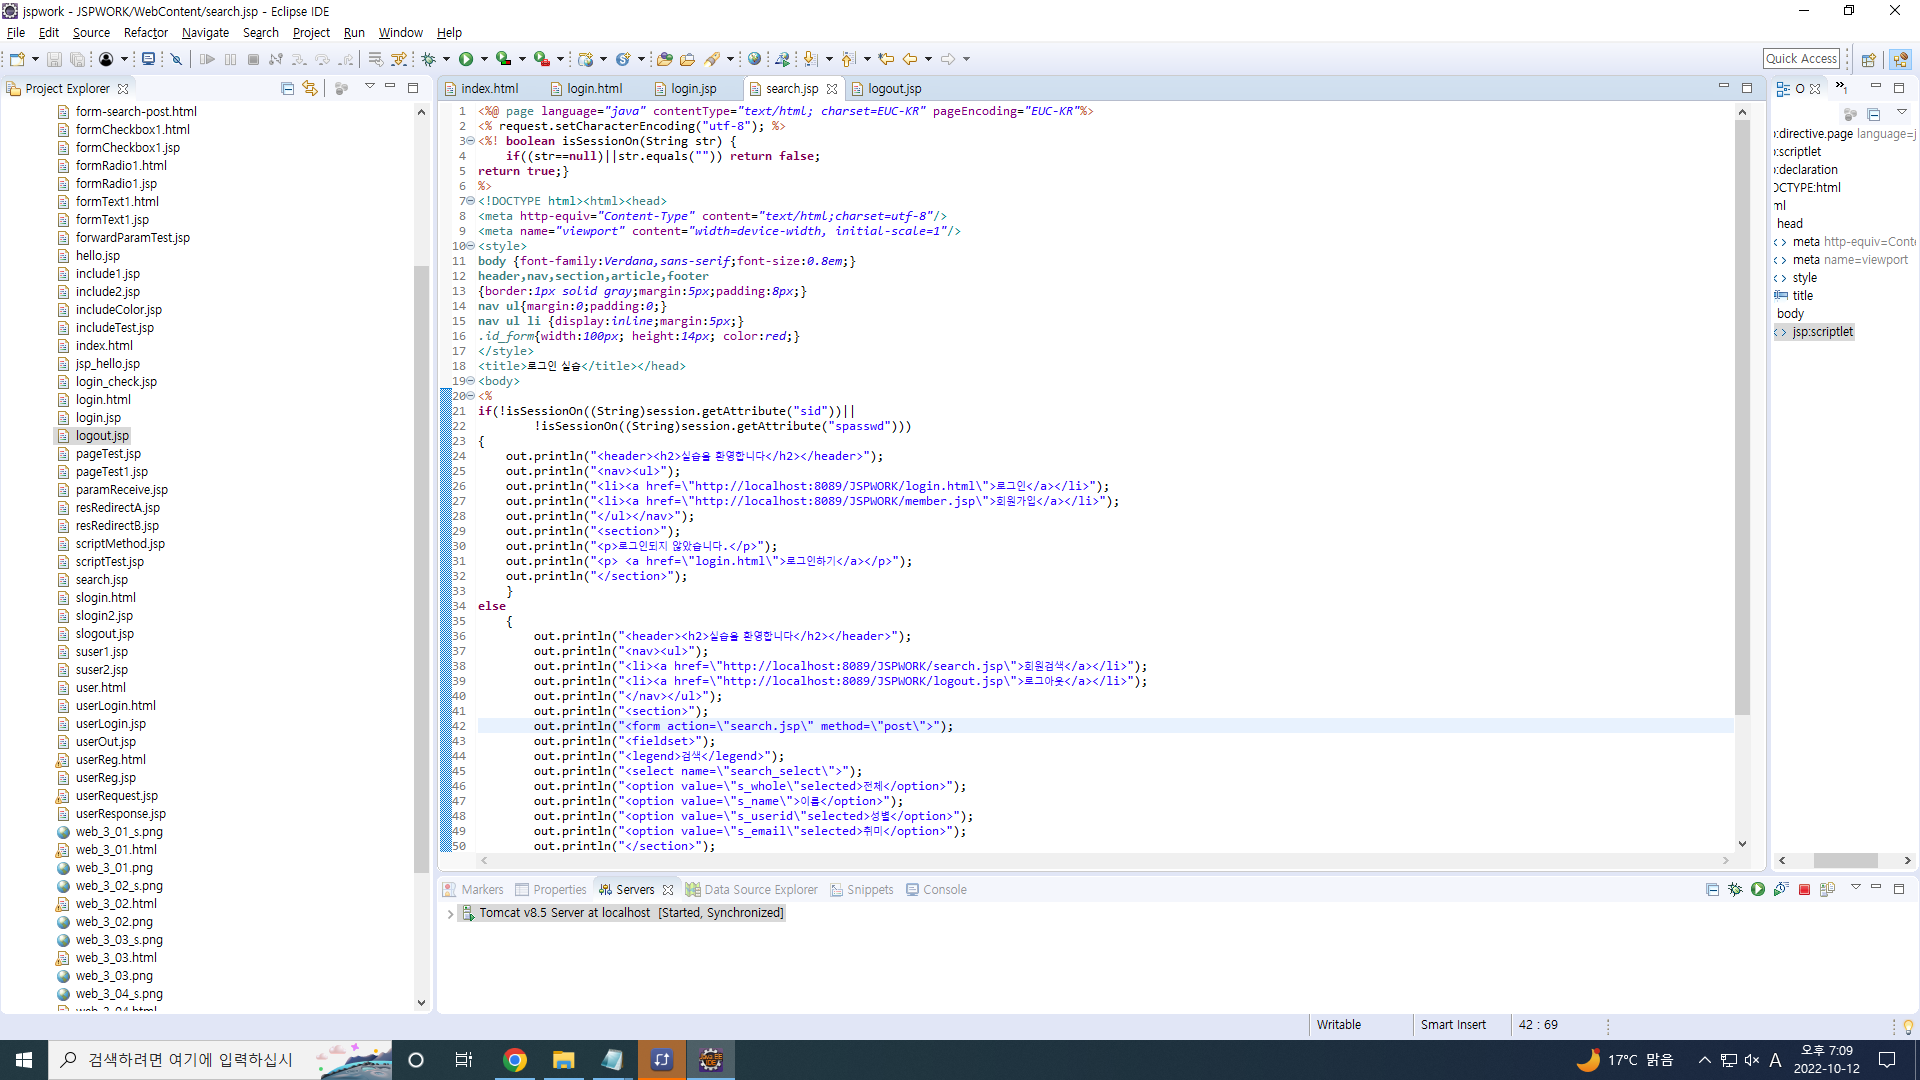 jspwork - JSPWORK/WebContent/search.jsp - Eclipse IDE
File Edit Source Refactor Navigate Search Project Run Window Help
Quick Access
Project Explorer
form-search-post.html
formCheckbox1.html
formCheckbox1.jsp
formRadio1.html
formRadio1.jsp
formText1.html
formText1.jsp
forwardParamTest.jsp
hello.jsp
include1.jsp
include2.jsp
includeColor.jsp
includeTest.jsp
index.html
jsp_hello.jsp
login_check.jsp
login.html
login.jsp
logout.jsp
pageTest.jsp
pageTest1.jsp
paramReceive.jsp
resRedirectA.jsp
resRedirectB.jsp
scriptMethod.jsp
scriptTest.jsp
search.jsp
slogin.html
slogin2.jsp
slogout.jsp
suser1.jsp
suser2.jsp
user.html
userLogin.html
userLogin.jsp
userOut.jsp
userReg.html
userReg.jsp
userRequest.jsp
userResponse.jsp
web_3_01_s.png
web_3_01.html
web_3_01.png
web_3_02_s.png
web_3_02.html
web_3_02.png
web_3_03_s.png
web_3_03.html
web_3_03.png
web_3_04_s.png
web_3_04.html
index.html login.html login.jsp search.jsp logout.jsp
1 <%@ page language="java" contentType="text/html; charset=EUC-KR" pageEncoding="EUC-KR"%>
2 <% request.setCharacterEncoding("utf-8"); %>
3 <%! boolean isSessionOn(String str) {
4 if((str==null)||str.equals("")) return false;
5 return true;}
6 %>
7 <!DOCTYPE html><html><head>
8 <meta http-equiv="Content-Type" content="text/html;charset=utf-8"/>
9 <meta name="viewport" content="width=device-width, initial-scale=1"/>
10 <style>
11 body {font-family:Verdana,sans-serif;font-size:0.8em;}
12 header,nav,section,article,footer
13 {border:1px solid gray;margin:5px;padding:8px;}
14 nav ul{margin:0;padding:0;}
15 nav ul li {display:inline;margin:5px;}
16 .id_form{width:100px; height:14px; color:red;}
17 </style>
18 <title>로그인 실습</title></head>
19 <body>
20 <%
21 if(!isSessionOn((String)session.getAttribute("sid"))||
22 !isSessionOn((String)session.getAttribute("spasswd")))
23 {
24 out.println("<header><h2>실습을 환영합니다</h2></header>");
25 out.println("<nav><ul>");
26 out.println("<li><a href=\"http://localhost:8089/JSPWORK/login.html\">로그인</a></li>");
27 out.println("<li><a href=\"http://localhost:8089/JSPWORK/member.jsp\">회원가입</a></li>");
28 out.println("</ul></nav>");
29 out.println("<section>");
30 out.println("<p>로그인되지 않았습니다.</p>");
31 out.println("<p> <a href=\"login.html\">로그인하기</a></p>");
32 out.println("</section>");
33 }
34 else
35 {
36 out.println("<header><h2>실습을 환영합니다</h2></header>");
37 out.println("<nav><ul>");
38 out.println("<li><a href=\"http://localhost:8089/JSPWORK/search.jsp\">회원검색</a></li>");
39 out.println("<li><a href=\"http://localhost:8089/JSPWORK/logout.jsp\">로그아웃</a></li>");
40 out.println("</nav></ul>");
41 out.println("<section>");
42 out.println("<form action=\"search.jsp\" method=\"post\">");
43 out.println("<fieldset>");
44 out.println("<legend>검색</legend>");
45 out.println("<select name=\"search_select\">");
46 out.println("<option value=\"s_whole\"selected>전체</option>");
47 out.println("<option value=\"s_name\">이름</option>");
48 out.println("<option value=\"s_userid\"selected>성별</option>");
49 out.println("<option value=\"s_email\"selected>취미</option>");
50 out.println("</section>");
O »1
p:directive.page language=j
p:scriptlet
p:declaration
OCTYPE:html
ml
head
meta http-equiv=Conte
meta name=viewport
style
title
body
jsp:scriptlet
Markers Properties Servers Data Source Explorer Snippets Console
Tomcat v8.5 Server at localhost [Started, Synchronized]
Writable Smart Insert 42 : 69
검색하려면 여기에 입력하십시
17°C 맑음
A
오후 7:09
2022-10-12